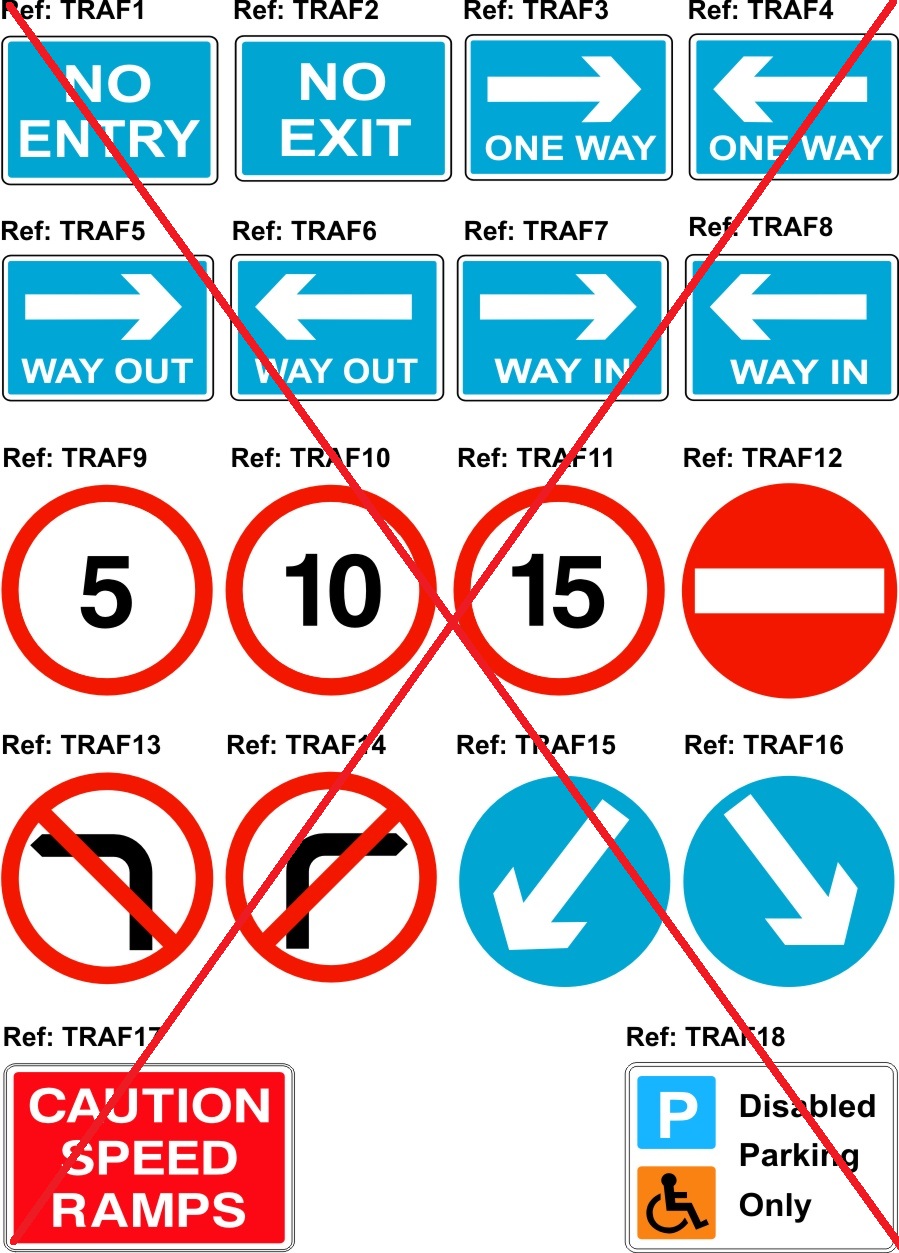 Ref: TRAF1
Ref: TRAF2
Ref: TRAF3
Ref: TRAF4
NO
ENTRY
NO
EXIT
ONE WAY
ONE WAY
Ref: TRAF5
Ref: TRAF6
Ref: TRAF7
Ref: TRAF8
WAY OUT
WAY OUT
WAY IN
WAY IN
Ref: TRAF9
Ref: TRAF10
Ref: TRAF11
Ref: TRAF12
5
10
15
Ref: TRAF13
Ref: TRAF14
Ref: TRAF15
Ref: TRAF16
Ref: TRAF17
Ref: TRAF18
CAUTION
SPEED
RAMPS
P
Disabled
Parking
Only